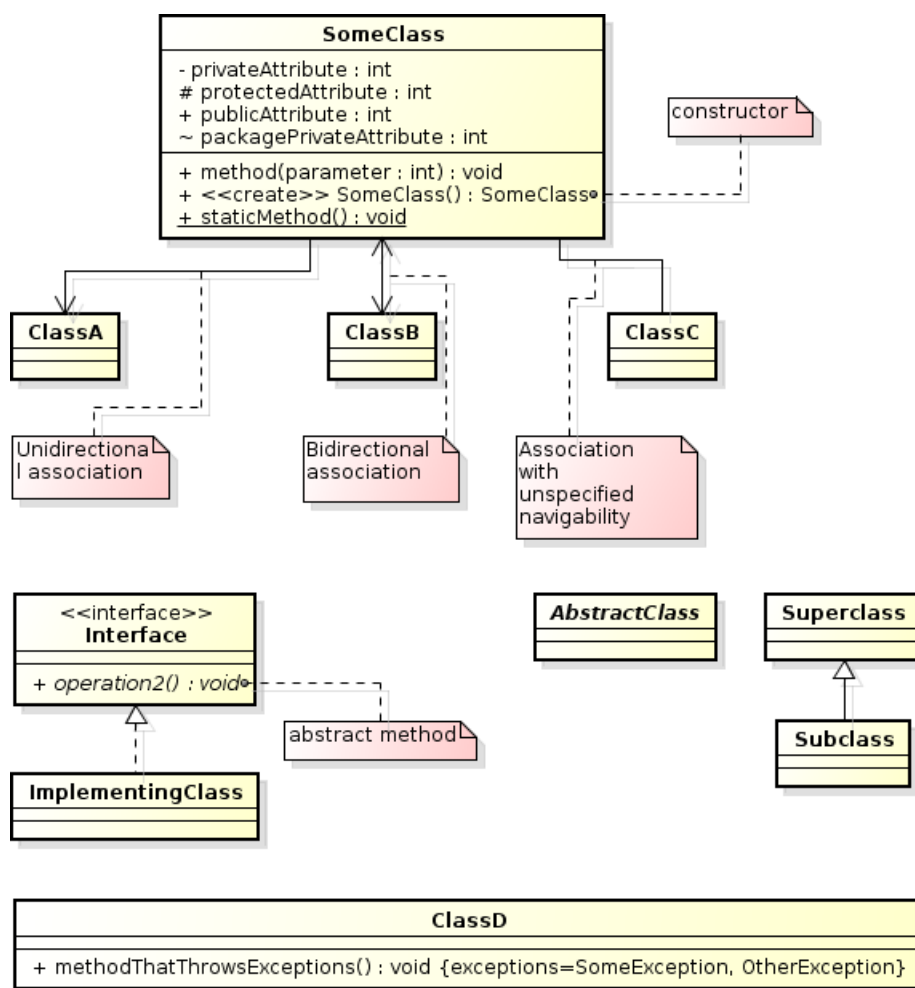 SomeClass
- privateAttribute : int
# protectedAttribute : int
+ publicAttribute : int
~ packagePrivateAttribute : int
constructor
+ method(parameter : int) : void
+ <<create>> SomeClass() : SomeClass
+ staticMethod() : void
ClassA
ClassB
ClassC
Unidirectiona
l association
Bidirectional
association
Association
with
unspecified
navigability
<<interface>>
Interface
+ operation2() : void
abstract method
AbstractClass
Superclass
Subclass
ImplementingClass
ClassD
+ methodThatThrowsExceptions() : void {exceptions=SomeException, OtherException}